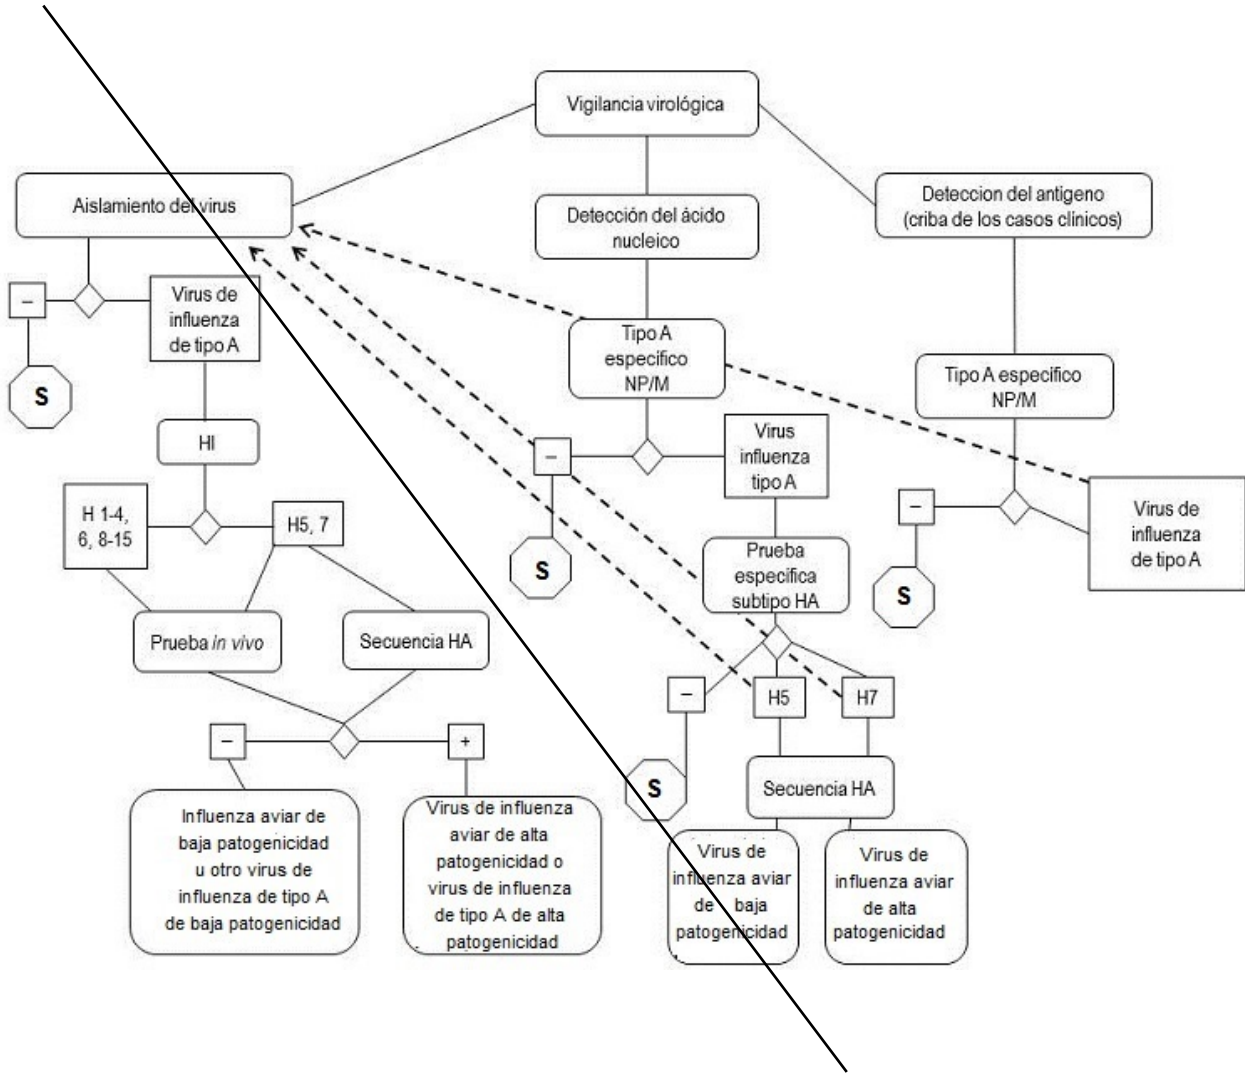 Vigilancia virológica
Aislamiento del virus
Detección del ácido
nucleico
Deteccion del antigeno
(criba de los casos clinicos)
–
Virus de
influenza
de tipo A
S
HI
H 1-4,
6, 8-15
H5, 7
Prueba in vivo
Secuencia HA
–
+
Influenza aviar de
baja patogenicidad
u otro virus de
influenza de tipo A
de baja patogenicidad
Virus de influenza
aviar de alta
patogenicidad o
virus de influenza
de tipo A de alta
patogenicidad
Tipo A
especifico
NP/M
–
Virus
influenza
tipo A
S
Prueba
especifica
subtipo HA
–
H5
H7
S
Secuencia HA
Virus de
influenza aviar
de baja
patogenicidad
Virus de
influenza aviar
de alta
patogenicidad
Tipo A especifico
NP/M
–
S
Virus de
influenza
de tipo A